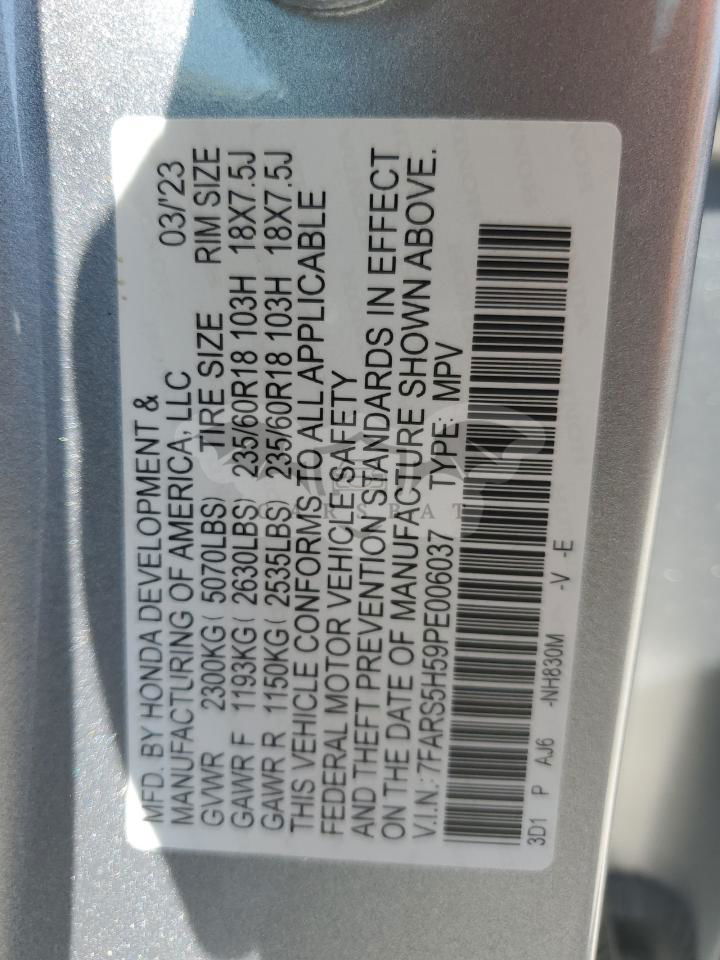 MFD. BY HONDA DEVELOPMENT &
MANUFACTURING OF AMERICA, LLC 03/'23
GVWR 2300KG( 5070LBS) TIRE SIZE RIM SIZE
GAWR F 1193KG( 2630LBS) 235/60R18 103H 18X7.5J
GAWR R 1150KG( 2535LBS) 235/60R18 103H 18X7.5J
THIS VEHICLE CONFORMS TO ALL APPLICABLE
FEDERAL MOTOR VEHICLE SAFETY
AND THEFT PREVENTION STANDARDS IN EFFECT
ON THE DATE OF MANUFACTURE SHOWN ABOVE.
V.I.N.: 7FARS5H59PE006037 TYPE: MPV
3D1 P AJ6 -NH830M -V -E
CARSBAT